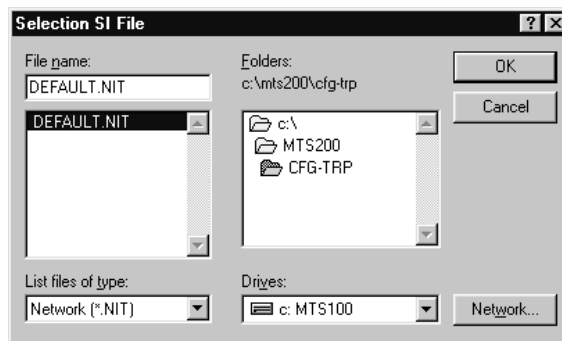 Selection SI File
File name:
DEFAULT.NIT
DEFAULT.NIT
List files of type:
Network (*.NIT)
Folders:
c:\mts200\cfg-trp
c:\
MTS200
CFG-TRP
Drives:
c: MTS100
OK
Cancel
Network...